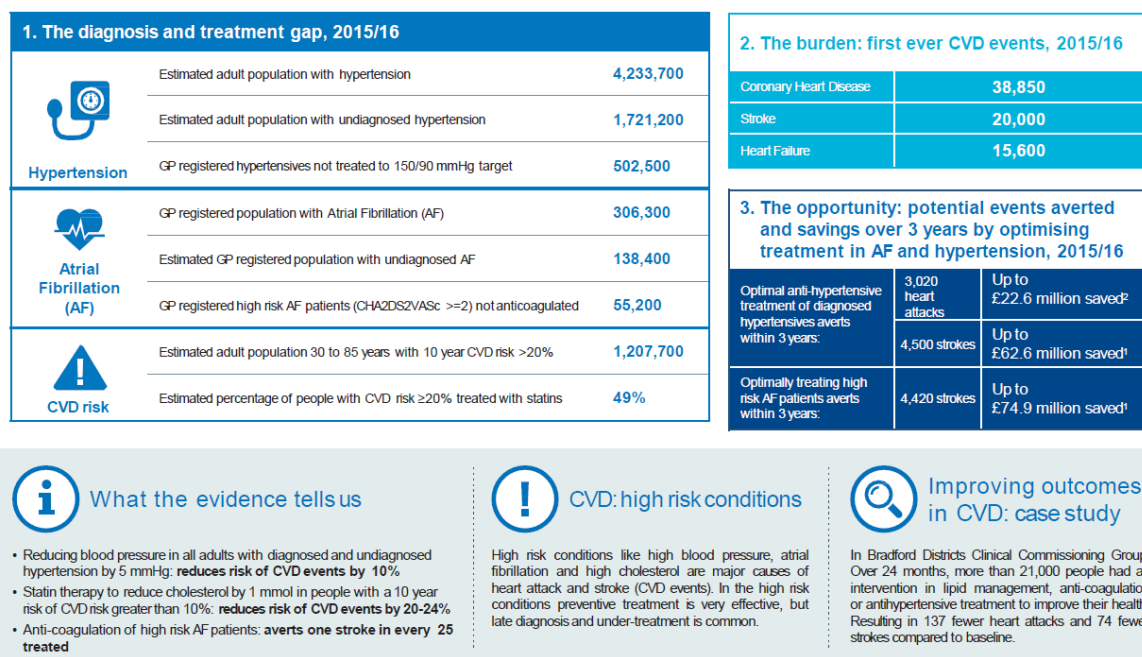 1. The diagnosis and treatment gap, 2015/16
Hypertension
Estimated adult population with hypertension 4,233,700
Estimated adult population with undiagnosed hypertension 1,721,200
GP registered hypertensives not treated to 150/90 mmHg target 502,500
Atrial
Fibrillation
(AF)
GP registered population with Atrial Fibrillation (AF) 306,300
Estimated GP registered population with undiagnosed AF 138,400
GP registered high risk AF patients (CHA2DS2VASc >=2) not anticoagulated 55,200
CVD risk
Estimated adult population 30 to 85 years with 10 year CVD risk >20% 1,207,700
Estimated percentage of people with CVD risk ≥20% treated with statins 49%
2. The burden: first ever CVD events, 2015/16
Coronary Heart Disease 38,850
Stroke 20,000
Heart Failure 15,600
3. The opportunity: potential events averted
and savings over 3 years by optimising
treatment in AF and hypertension, 2015/16
Optimal anti-hypertensive
treatment of diagnosed
hypertensives averts
within 3 years:
3,020
heart
attacks
Up to
£22.6 million saved²
4,500 strokes
Up to
£62.6 million saved¹
Optimally treating high
risk AF patients averts
within 3 years:
4,420 strokes
Up to
£74.9 million saved¹
What the evidence tells us
• Reducing blood pressure in all adults with diagnosed and undiagnosed
hypertension by 5 mmHg: reduces risk of CVD events by 10%
• Statin therapy to reduce cholesterol by 1 mmol in people with a 10 year
risk of CVD risk greater than 10%: reduces risk of CVD events by 20-24%
• Anti-coagulation of high risk AF patients: averts one stroke in every 25
treated
CVD: high risk conditions
High risk conditions like high blood pressure, atrial
fibrillation and high cholesterol are major causes of
heart attack and stroke (CVD events). In the high risk
conditions preventive treatment is very effective, but
late diagnosis and under-treatment is common.
Improving outcomes
in CVD: case study
In Bradford Districts Clinical Commissioning Group
Over 24 months, more than 21,000 people had a
intervention in lipid management, anti-coagulatio
or antihypertensive treatment to improve their health
Resulting in 137 fewer heart attacks and 74 fewe
strokes compared to baseline.